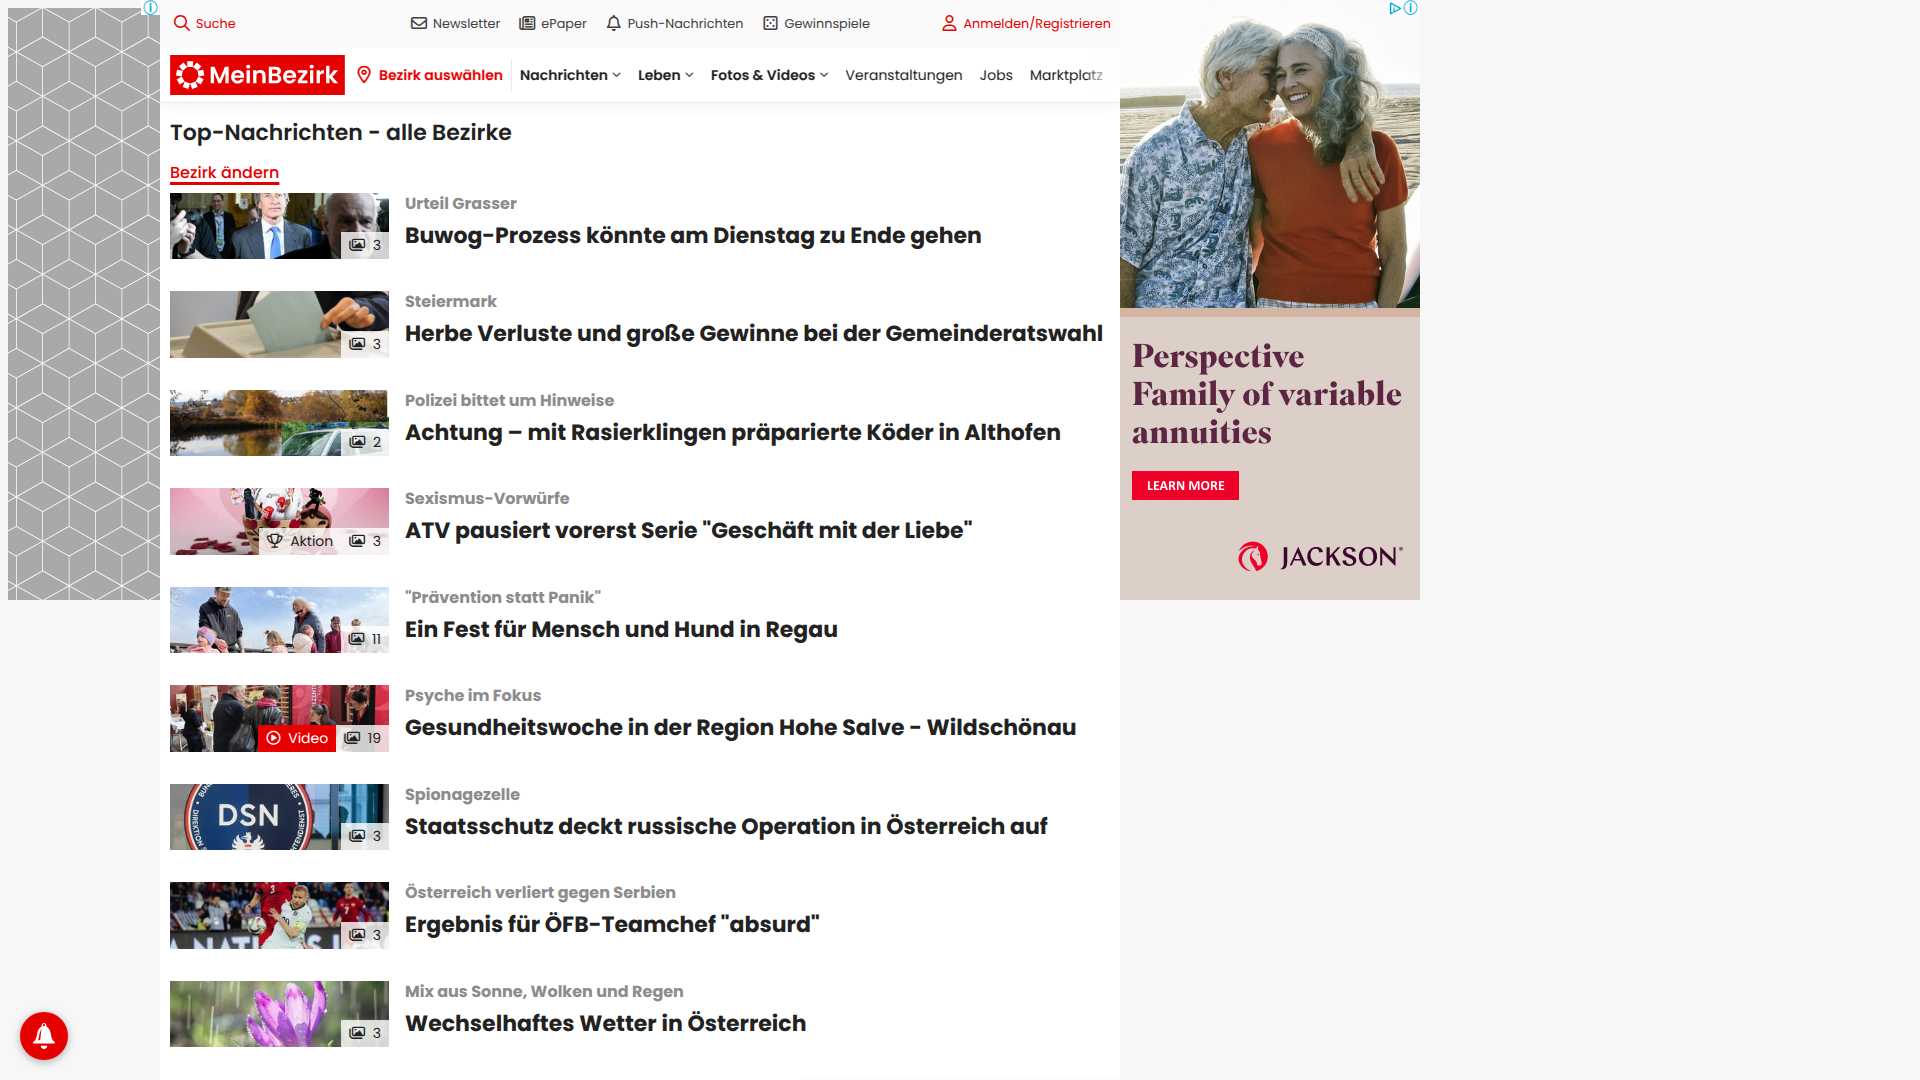 Suche
Newsletter
ePaper
Push-Nachrichten
Gewinnspiele
Anmelden/Registrieren
MeinBezirk
Bezirk auswählen
Nachrichten
Leben
Fotos & Videos
Veranstaltungen
Jobs
Marktplatz
Top-Nachrichten - alle Bezirke
Bezirk ändern
3
Urteil Grasser
Buwog-Prozess könnte am Dienstag zu Ende gehen
3
Steiermark
Herbe Verluste und große Gewinne bei der Gemeinderatswahl
2
Polizei bittet um Hinweise
Achtung – mit Rasierklingen präparierte Köder in Althofen
Aktion
3
Sexismus-Vorwürfe
ATV pausiert vorerst Serie "Geschäft mit der Liebe"
11
"Prävention statt Panik"
Ein Fest für Mensch und Hund in Regau
Video
19
Psyche im Fokus
Gesundheitswoche in der Region Hohe Salve - Wildschönau
DSN
3
Spionagezelle
Staatsschutz deckt russische Operation in Österreich auf
3
Österreich verliert gegen Serbien
Ergebnis für ÖFB-Teamchef "absurd"
3
Mix aus Sonne, Wolken und Regen
Wechselhaftes Wetter in Österreich
Perspective
Family of variable
annuities
LEARN MORE
JACKSON®